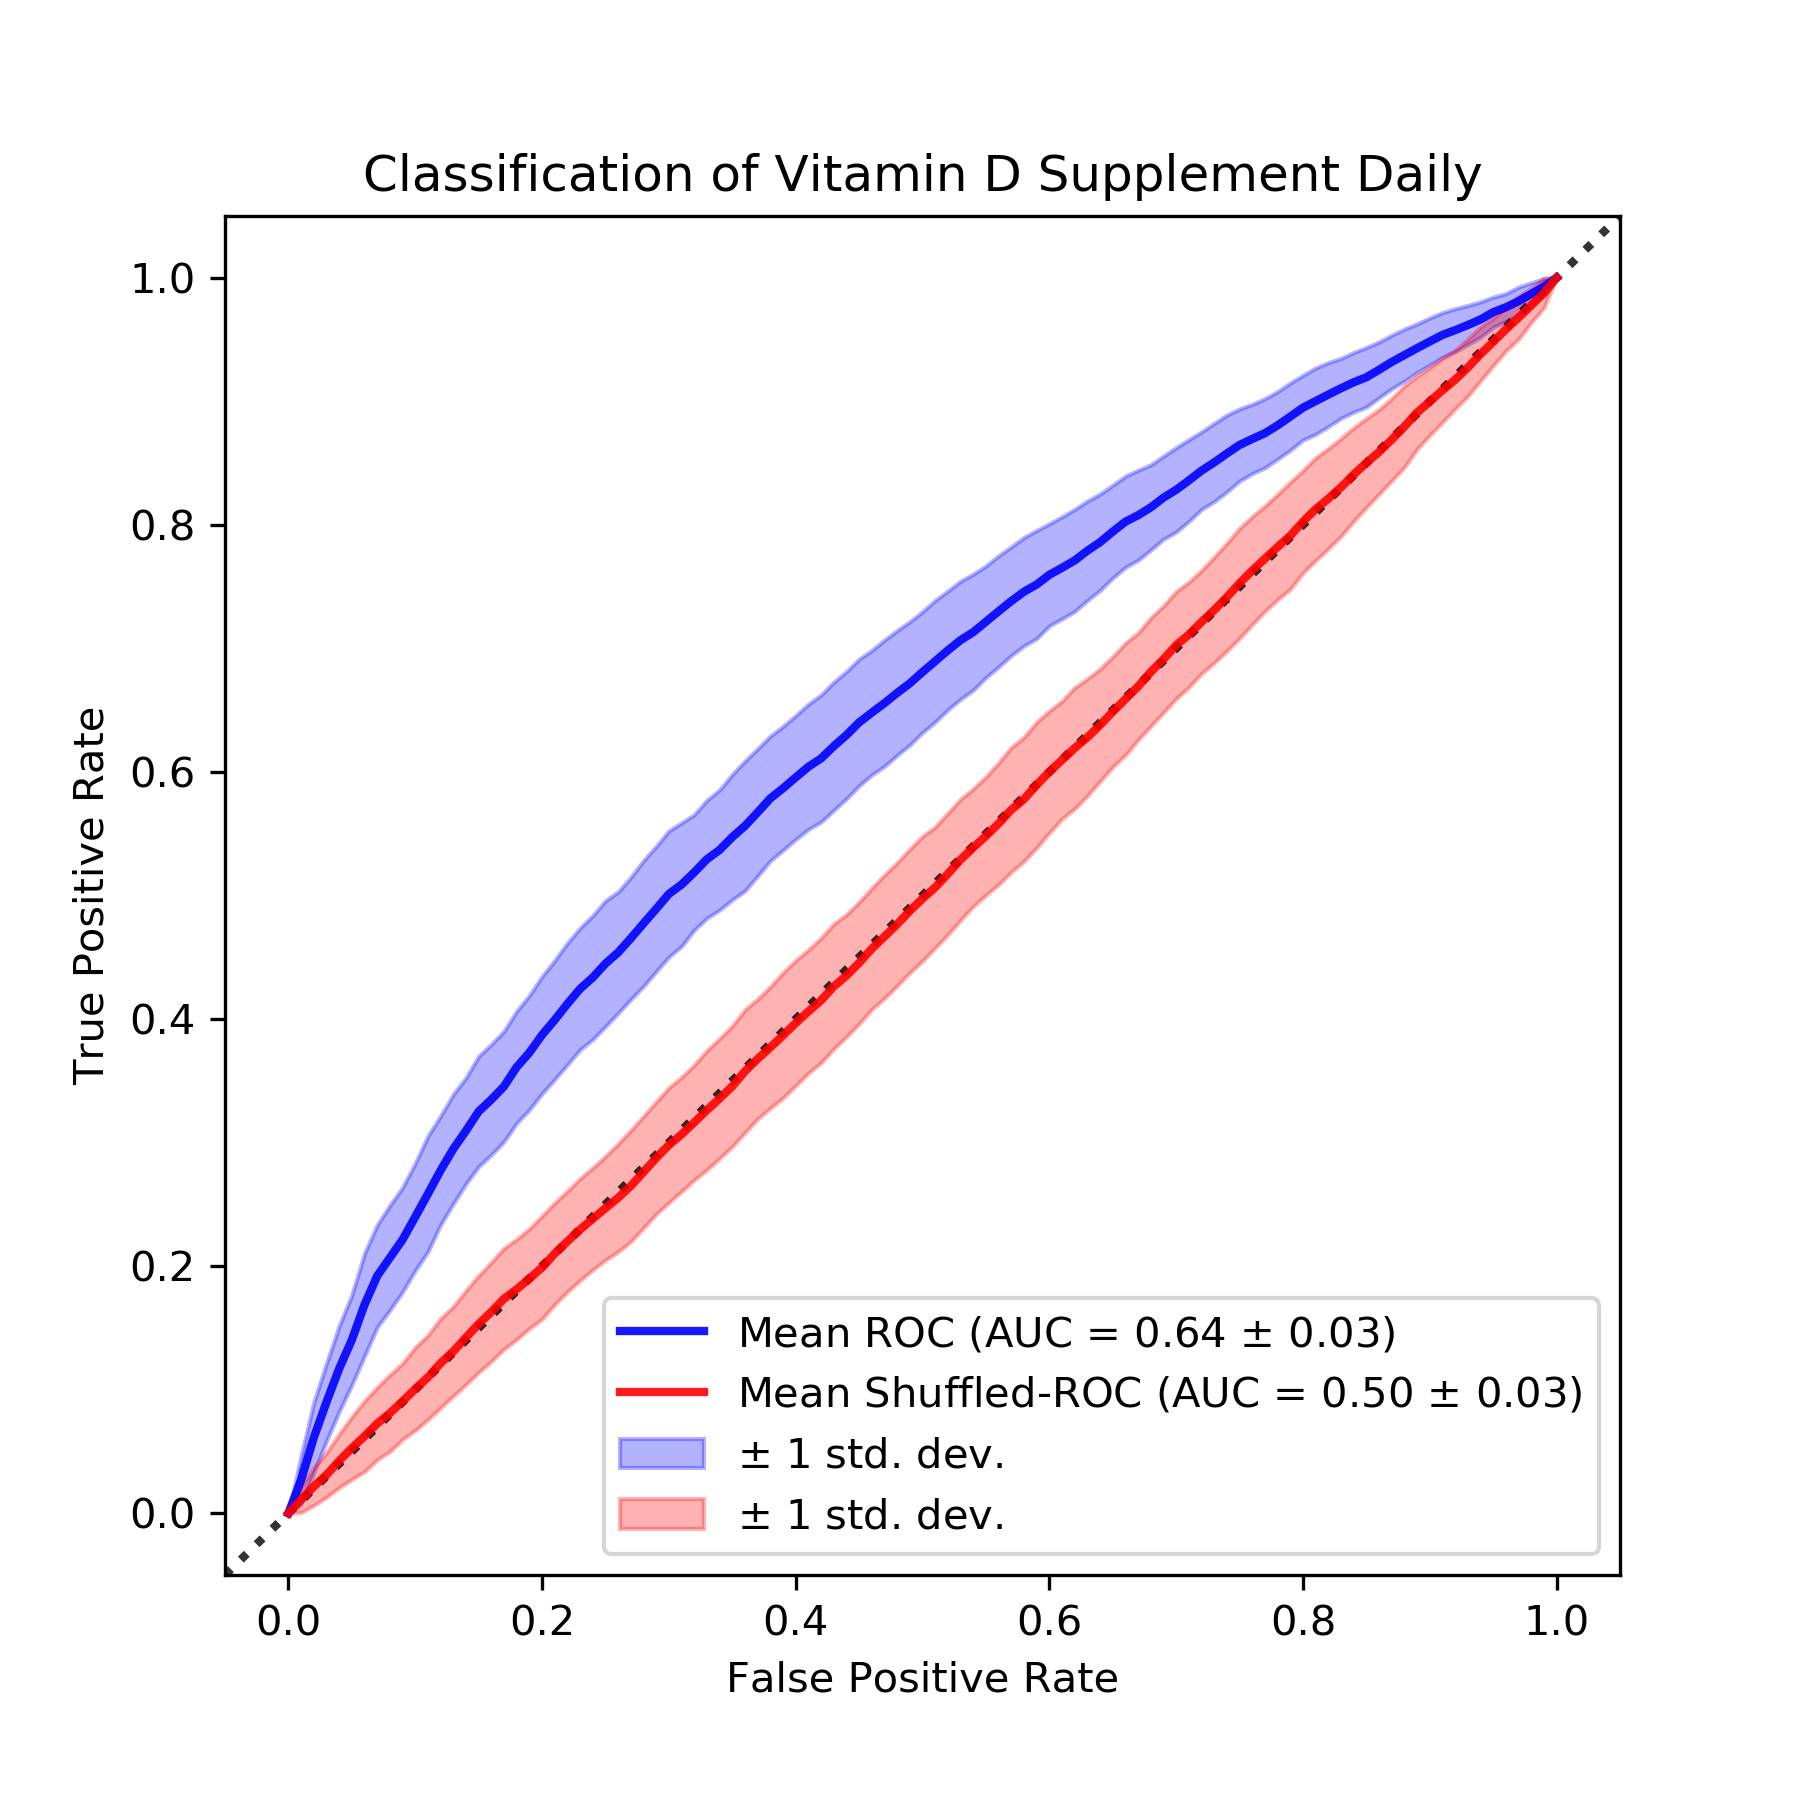 Classification of Vitamin D Supplement Daily
1.0
0.8
0.6
0.4
0.2
0.0
True Positive Rate
Mean ROC (AUC = 0.64 ± 0.03)
Mean Shuffled-ROC (AUC = 0.50 ± 0.03)
± 1 std. dev.
± 1 std. dev.
0.0 0.2 0.4 0.6 0.8 1.0
False Positive Rate